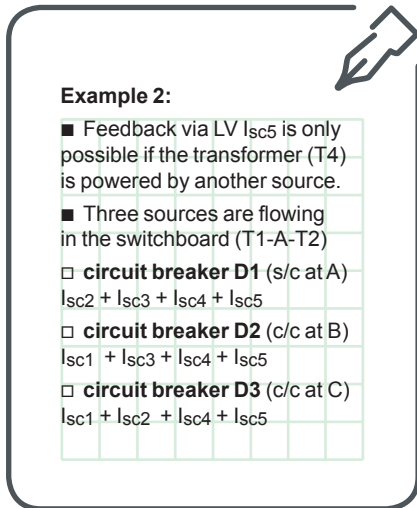 Example 2:
■ Feedback via LV Isc5 is only
possible if the transformer (T4)
is powered by another source.
■ Three sources are flowing
in the switchboard (T1-A-T2)
□ circuit breaker D1 (s/c at A)
Isc2 + Isc3 + Isc4 + Isc5
□ circuit breaker D2 (c/c at B)
Isc1 + Isc3 + Isc4 + Isc5
□ circuit breaker D3 (c/c at C)
Isc1 + Isc2 + Isc4 + Isc5